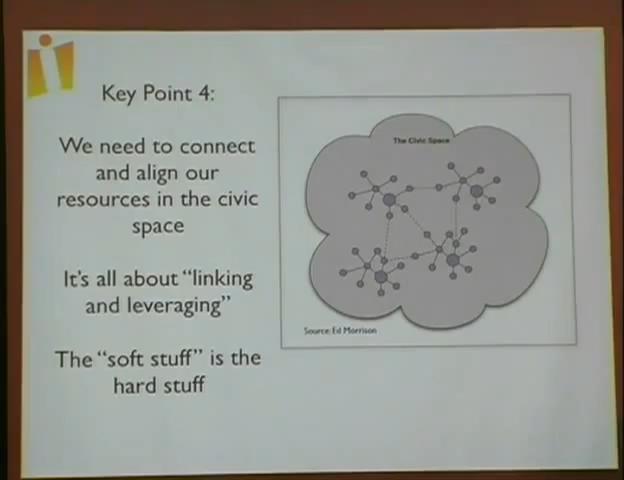 Key Point 4:
We need to connect
and align our
resources in the civic
space
It's all about “linking
and leveraging”
The “soft stuff” is the
hard stuff
The Civic Space
Source: Ed Morrison